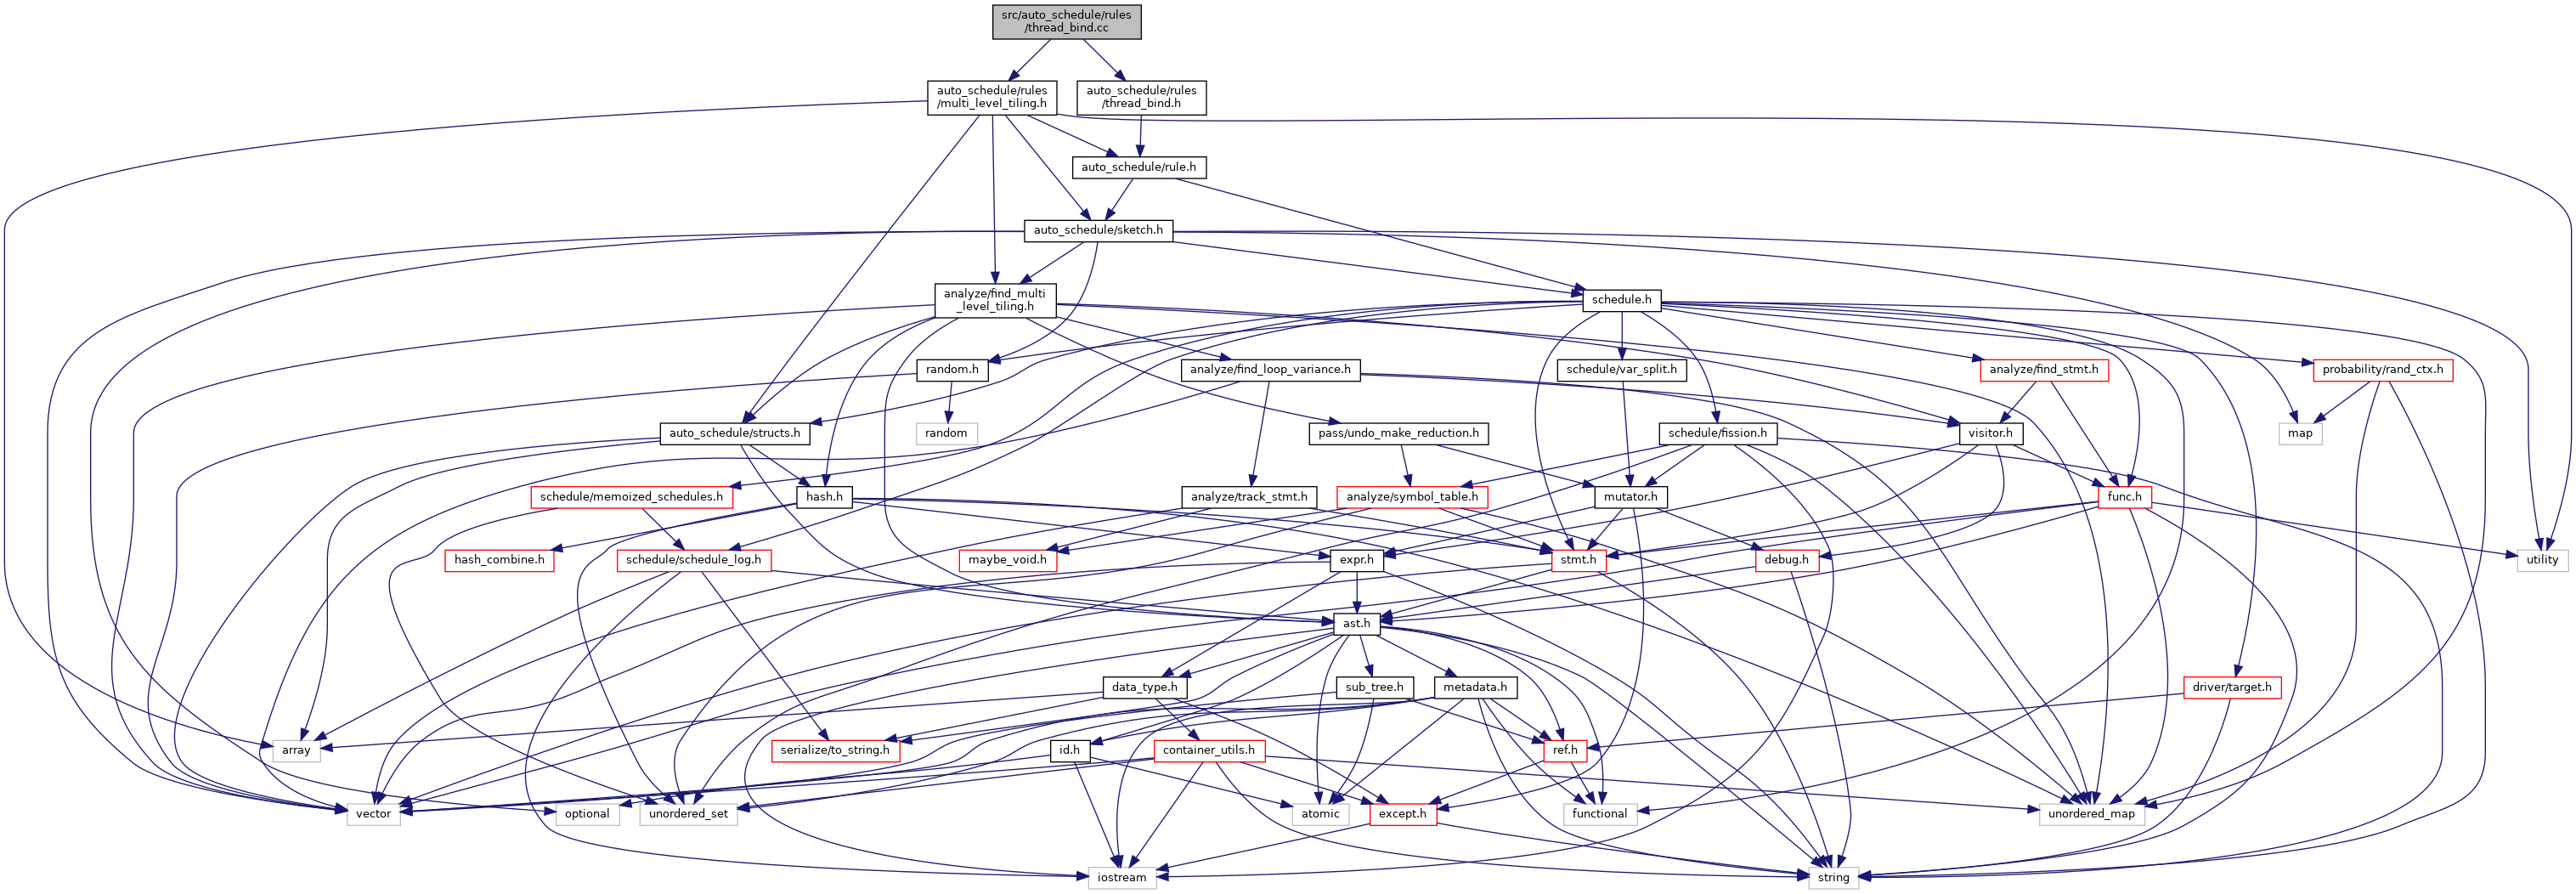 src/auto_schedule/rules
/thread_bind.cc
auto_schedule/rules
/multi_level_tiling.h
auto_schedule/rules
/thread_bind.h
auto_schedule/rule.h
auto_schedule/sketch.h
analyze/find_multi
_level_tiling.h
schedule.h
random.h
analyze/find_loop_variance.h
schedule/var_split.h
analyze/find_stmt.h
probability/rand_ctx.h
auto_schedule/structs.h
random
pass/undo_make_reduction.h
schedule/fission.h
visitor.h
map
schedule/memoized_schedules.h
hash.h
analyze/track_stmt.h
analyze/symbol_table.h
mutator.h
func.h
hash_combine.h
schedule/schedule_log.h
maybe_void.h
expr.h
stmt.h
debug.h
utility
ast.h
data_type.h
sub_tree.h
metadata.h
driver/target.h
array
serialize/to_string.h
id.h
container_utils.h
ref.h
vector
optional
unordered_set
atomic
except.h
functional
unordered_map
iostream
string